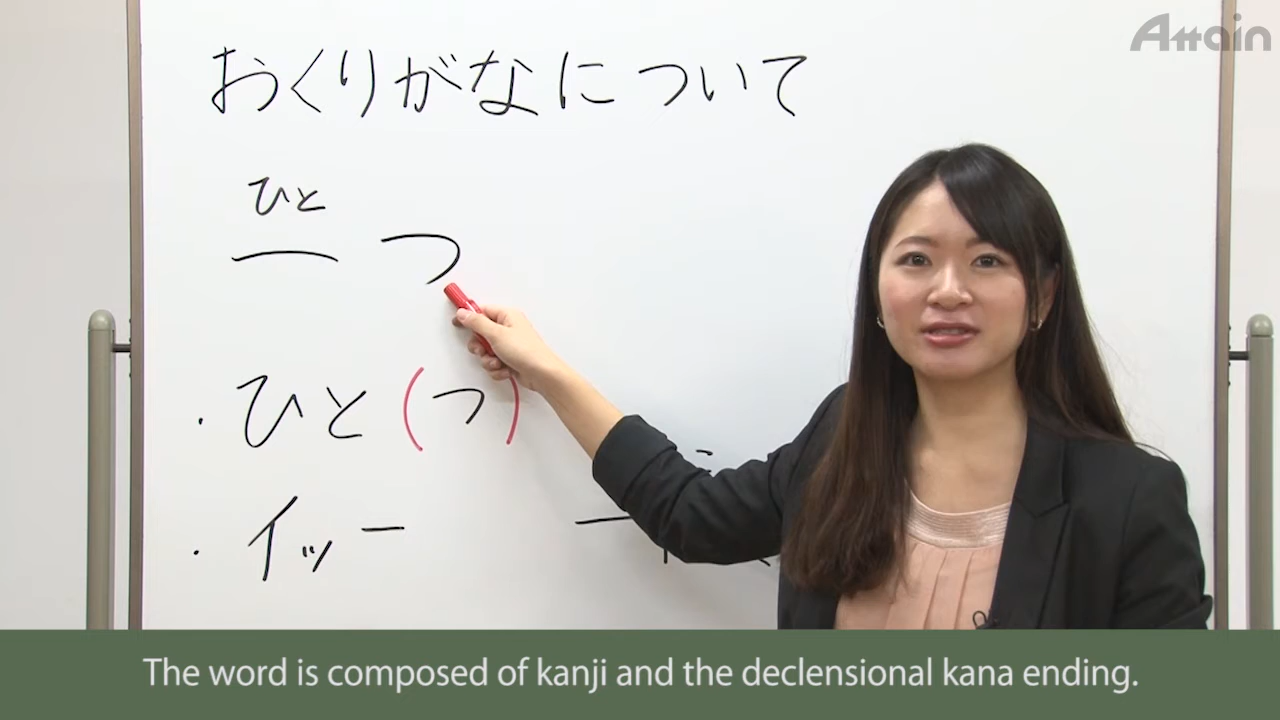 Attain
おくりがなについて
ひと
一つ
・ひと(つ)
・イッー
The word is composed of kanji and the declensional kana ending.